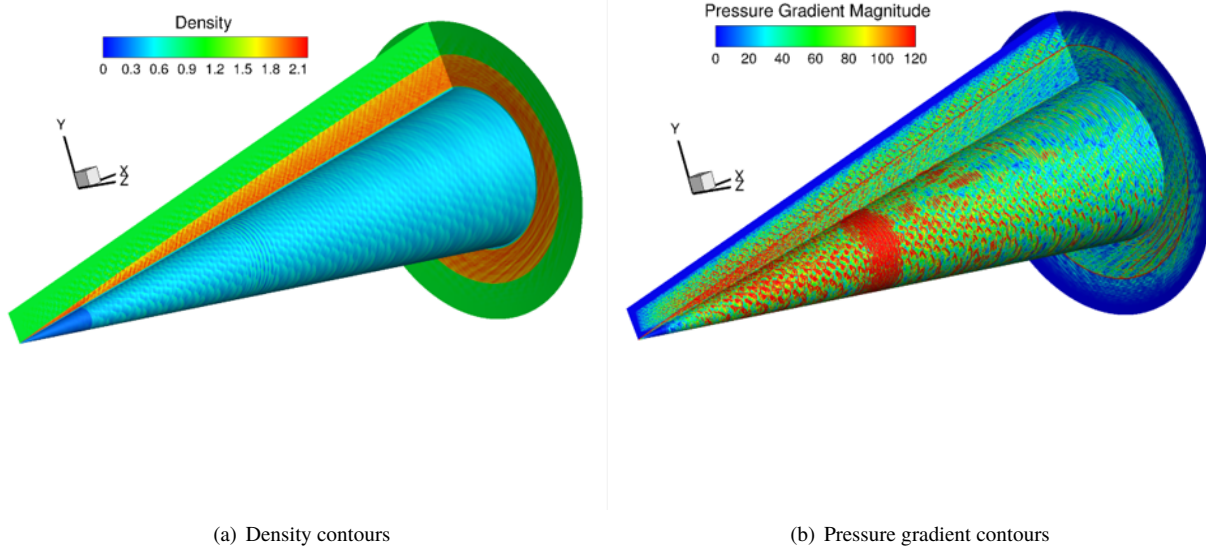 Density
0 0.3 0.6 0.9 1.2 1.5 1.8 2.1
Y
X
Z
Pressure Gradient Magnitude
0 20 40 60 80 100 120
Y
X
Z
(a) Density contours
(b) Pressure gradient contours